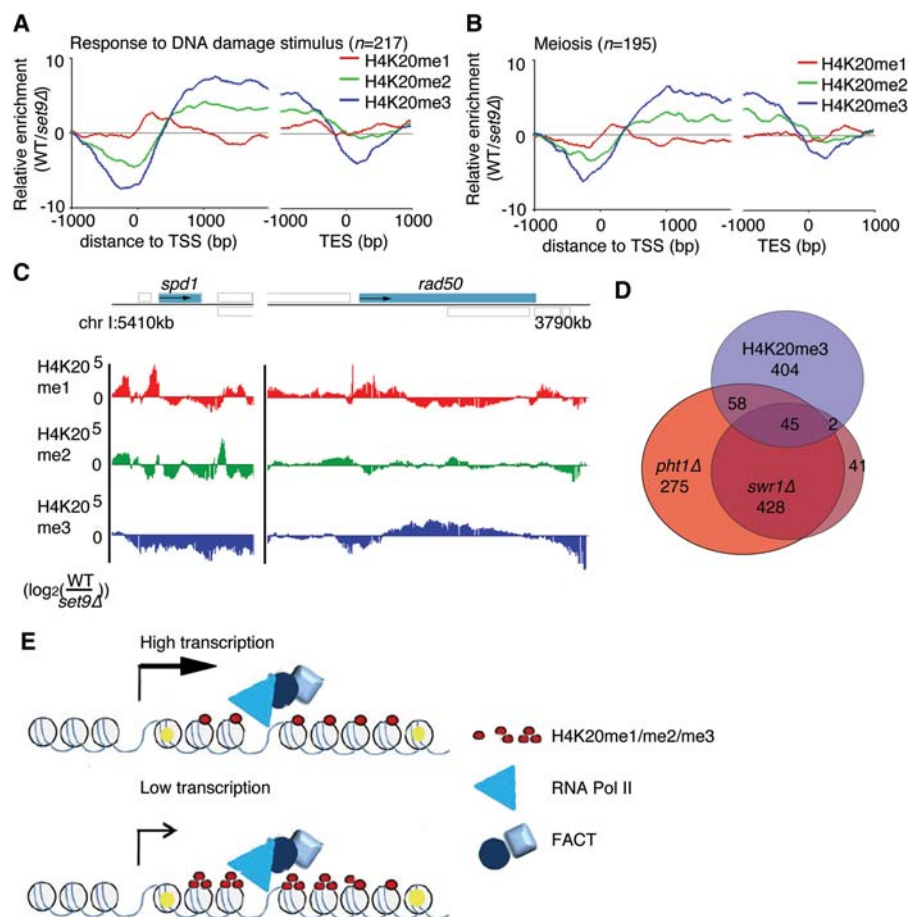 A
Response to DNA damage stimulus (n=217)
Relative enrichment
(WT/set9Δ)
10
0
-10
H4K20me1
H4K20me2
H4K20me3
-1000 0 1000 -1000 0 1000
distance to TSS (bp) TES (bp)
B
Meiosis (n=195)
Relative enrichment
(WT/set9Δ)
10
0
-10
H4K20me1
H4K20me2
H4K20me3
-1000 0 1000 -1000 0 1000
distance to TSS (bp) TES (bp)
C
spd1 rad50
chr I:5410kb 3790kb
H4K20 5
me1 0
H4K20 5
me2 0
H4K20 5
me3 0
(log2(WT
set9Δ))
D
H4K20me3
404
58
45 2
41
pht1Δ
275
swr1Δ
428
E
High transcription
H4K20me1/me2/me3
RNA Pol II
Low transcription
FACT